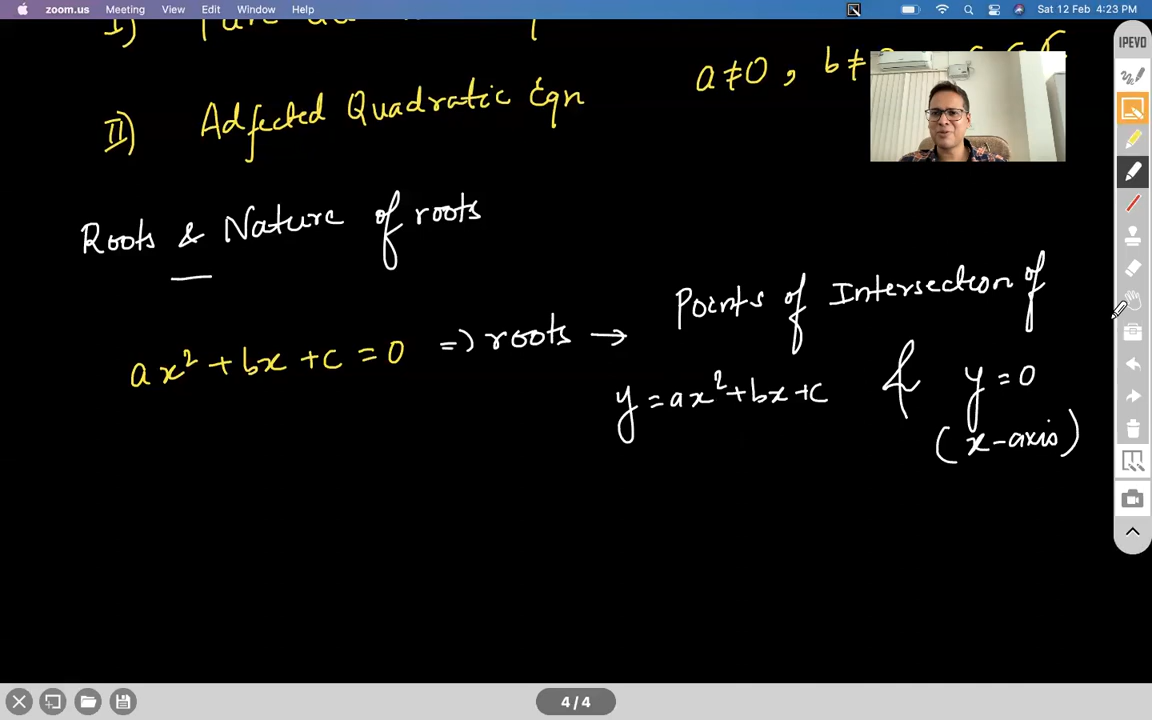 zoom.us Meeting View Edit Window Help Sat 12 Feb 4:23 PM
IPEVO
I)
II) Adfected Quadratic Eqn
a≠0, b≠
Roots & Nature of roots
ax²+bx+c=0 => roots → Points of Intersection of
y=ax²+bx+c & y=0
(x-axis)
4/4